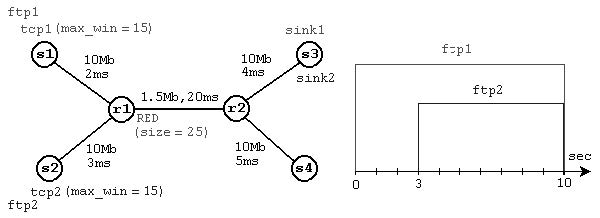 ftp1
tcp1 (max_win = 15)
s1
10Mb
2ms
sink1
10Mb
4ms
s3
sink2
1.5Mb, 20ms
r1
r2
RED
(size = 25)
10Mb
3ms
s2
10Mb
5ms
s4
tcp2 (max_win = 15)
ftp2
ftp1
ftp2
sec
0
3
10